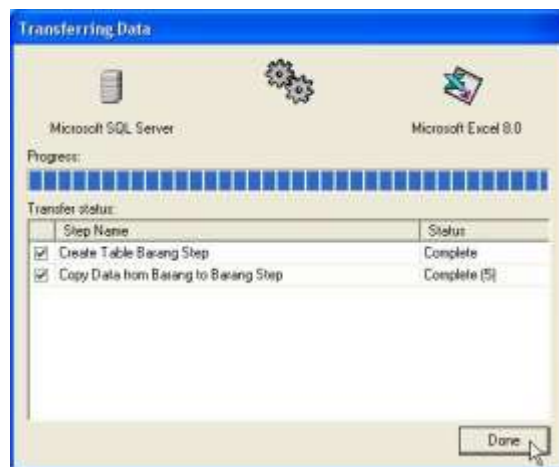 Transferring Data
Microsoft SQL Server
Microsoft Excel 8.0
Progress:
Transfer status:
Step Name Status
Create Table Barang Step Complete
Copy Data from Barang to Barang Step Complete (5)
Done